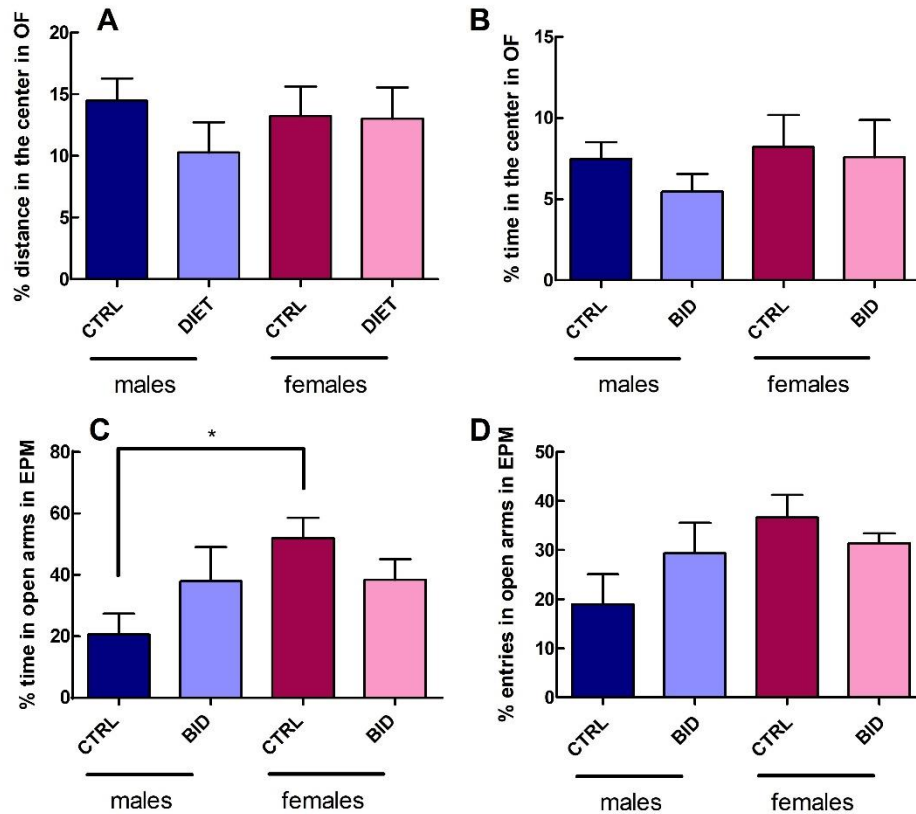 A
% distance in the center in OF
20
15
10
5
0
CTRL
DIET
CTRL
DIET
males
females
B
% time in the center in OF
15
10
5
0
CTRL
BID
CTRL
BID
males
females
C
% time in open arms in EPM
80
60
40
20
0
*
CTRL
BID
CTRL
BID
males
females
D
% entries in open arms in EPM
50
40
30
20
10
0
CTRL
BID
CTRL
BID
males
females